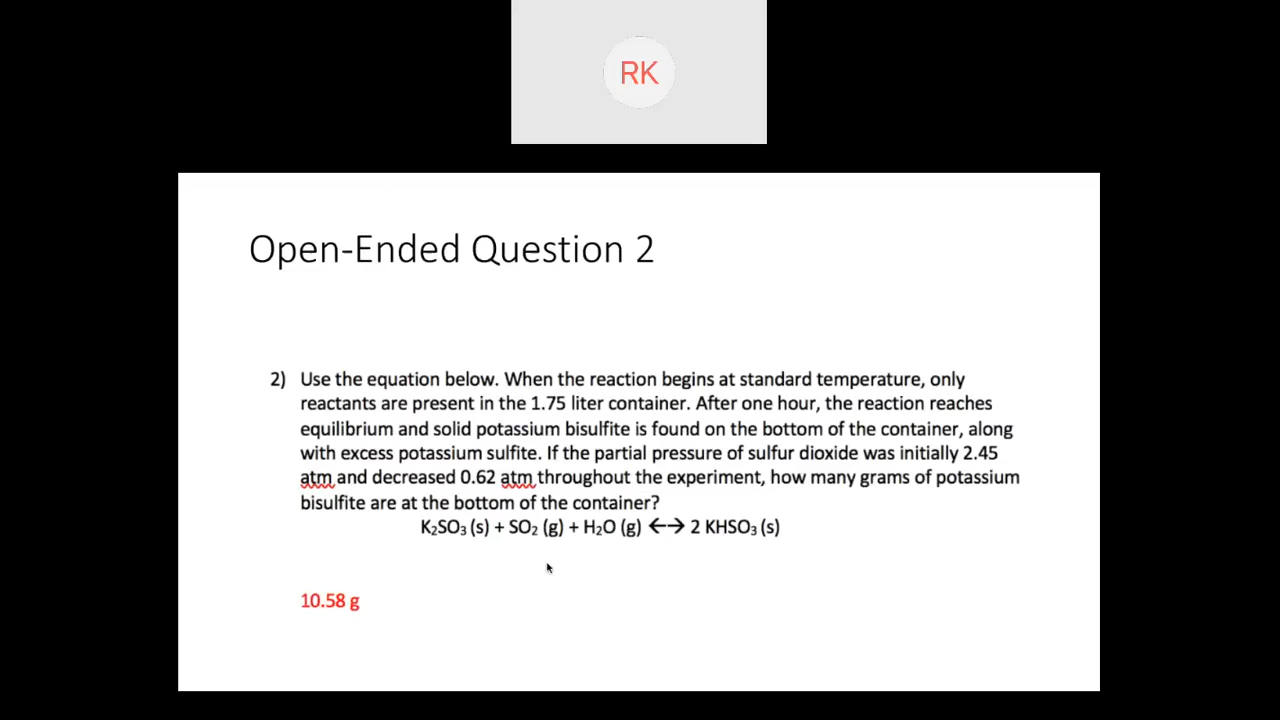 RK
Open-Ended Question 2
2) Use the equation below. When the reaction begins at standard temperature, only
reactants are present in the 1.75 liter container. After one hour, the reaction reaches
equilibrium and solid potassium bisulfite is found on the bottom of the container, along
with excess potassium sulfite. If the partial pressure of sulfur dioxide was initially 2.45
atm and decreased 0.62 atm throughout the experiment, how many grams of potassium
bisulfite are at the bottom of the container?
K₂SO₃ (s) + SO₂ (g) + H₂O (g) ←→ 2 KHSO₃ (s)
10.58 g